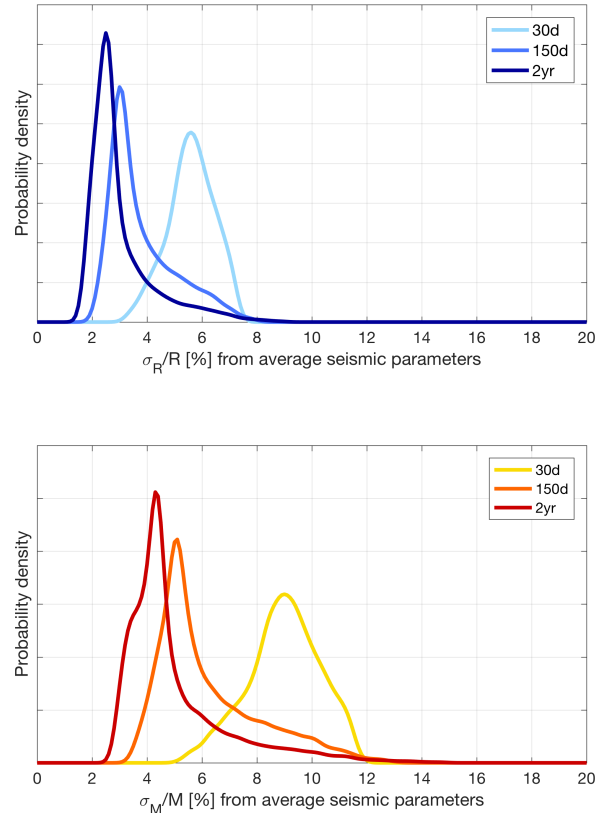 Probability density
30d
150d
2yr
0 2 4 6 8 10 12 14 16 18 20
σ_R/R [%] from average seismic parameters
Probability density
30d
150d
2yr
0 2 4 6 8 10 12 14 16 18 20
σ_M/M [%] from average seismic parameters